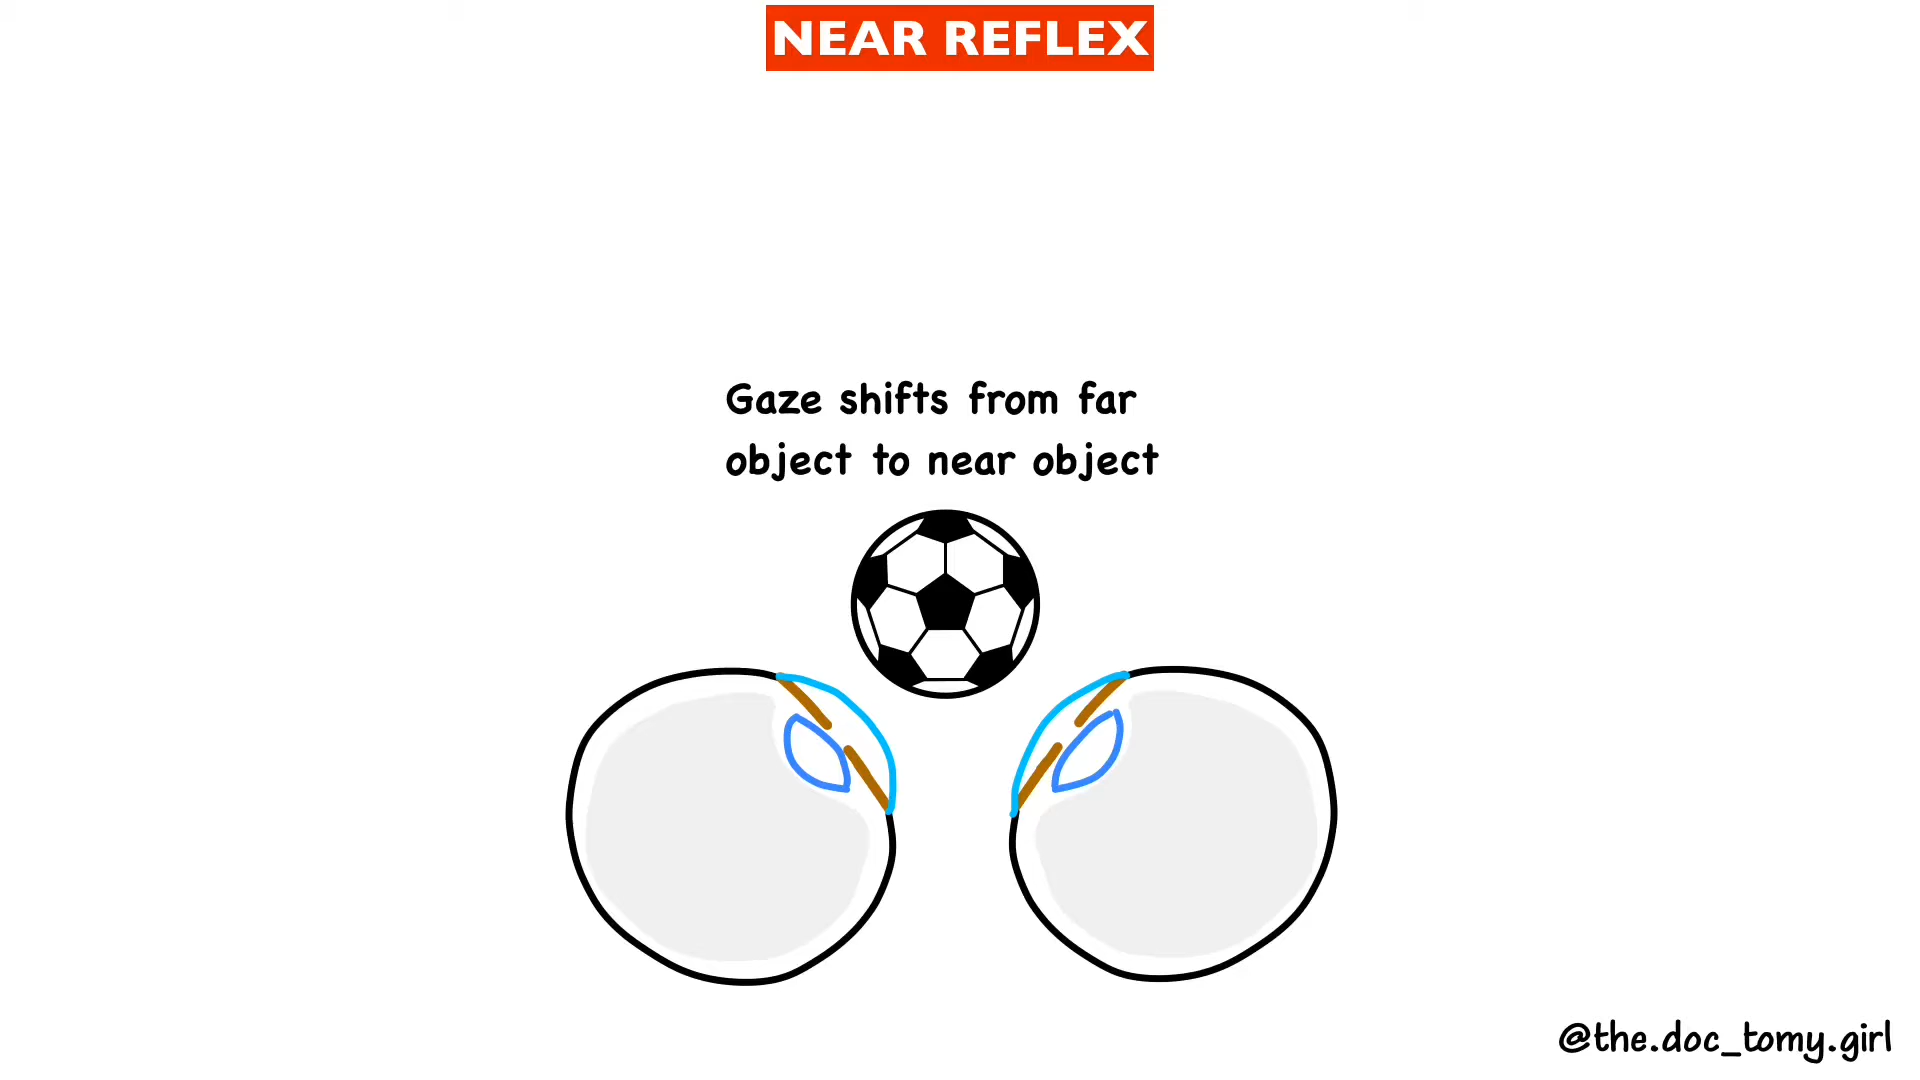 NEAR REFLEX
Gaze shifts from far
object to near object
@the.doc_tomy.girl